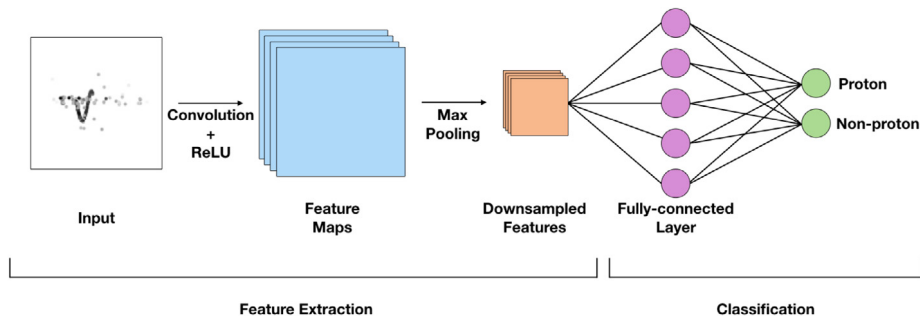 Convolution
+
ReLU
Max
Pooling
Proton
Non-proton
Input
Feature
Maps
Downsampled
Features
Fully-connected
Layer
Feature Extraction
Classification